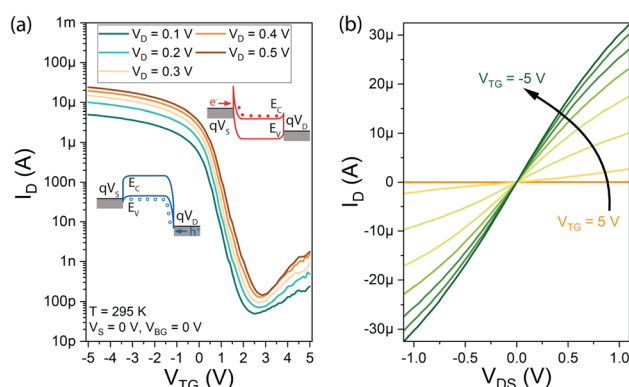 (a)
1m
100µ
10µ
1µ
100n
10n
1n
100p
10p
I_D (A)
V_D = 0.1 V
V_D = 0.4 V
V_D = 0.2 V
V_D = 0.5 V
V_D = 0.3 V
e⁻
E_C
E_V
qV_S
qV_D
qV_S
E_C
E_V
qV_D
h⁺
T = 295 K
V_S = 0 V, V_BG = 0 V
-5 -4 -3 -2 -1 0 1 2 3 4 5
V_TG (V)
(b)
30µ
20µ
10µ
0
-10µ
-20µ
-30µ
I_D (A)
V_TG = -5 V
V_TG = 5 V
-1.0 -0.5 0.0 0.5 1.0
V_DS (V)